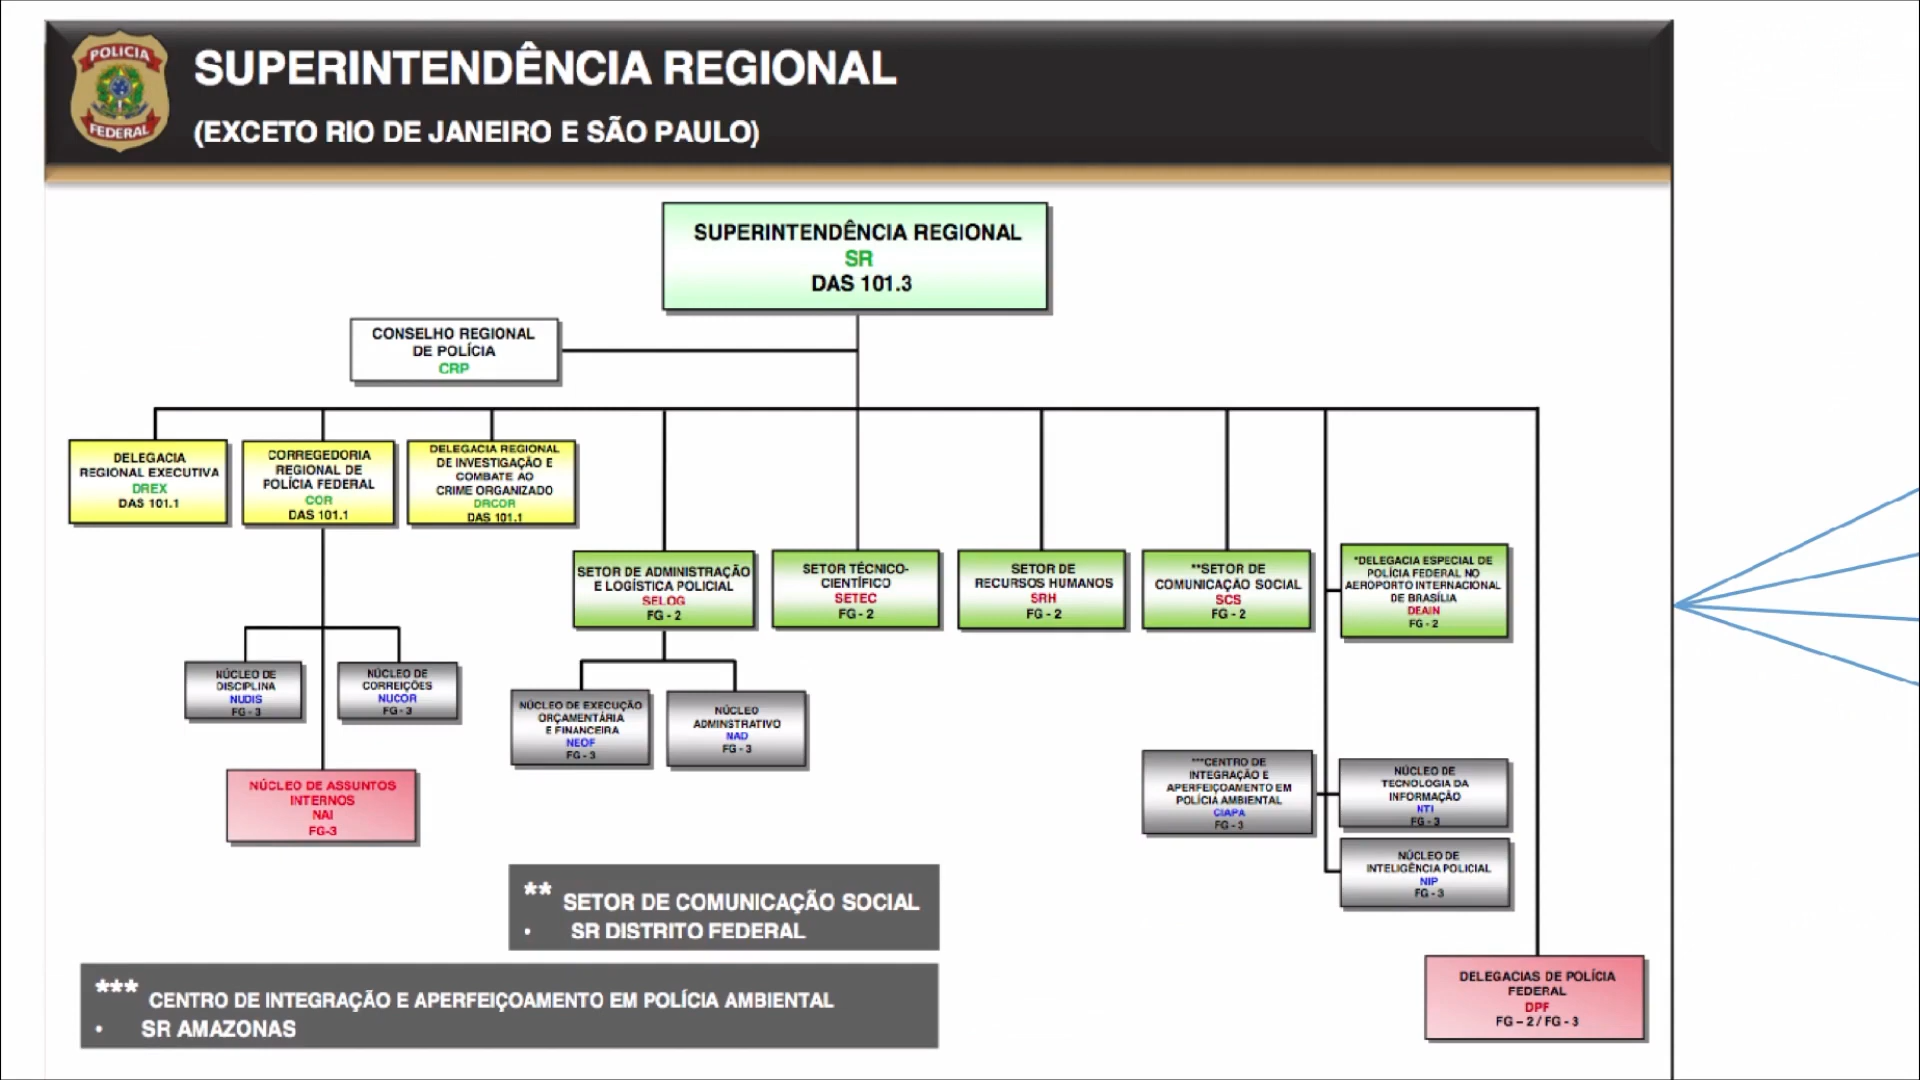 POLICIA
FEDERAL
SUPERINTENDÊNCIA REGIONAL
(EXCETO RIO DE JANEIRO E SÃO PAULO)
SUPERINTENDÊNCIA REGIONAL
SR
DAS 101.3
CONSELHO REGIONAL
DE POLÍCIA
CRP
DELEGACIA
REGIONAL EXECUTIVA
DREX
DAS 101.1
CORREGEDORIA
REGIONAL DE
POLÍCIA FEDERAL
COR
DAS 101.1
DELEGACIA REGIONAL
DE INVESTIGAÇÃO E
COMBATE AO
CRIME ORGANIZADO
DRCOR
DAS 101.1
SETOR DE ADMINISTRAÇÃO
E LOGÍSTICA POLICIAL
SELOG
FG - 2
SETOR TÉCNICO-
CIENTÍFICO
SETEC
FG - 2
SETOR DE
RECURSOS HUMANOS
SRH
FG - 2
**SETOR DE
COMUNICAÇÃO SOCIAL
SCS
FG - 2
*DELEGACIA ESPECIAL DE
POLÍCIA FEDERAL NO
AEROPORTO INTERNACIONAL
DE BRASÍLIA
DEAIN
FG - 2
NÚCLEO DE
DISCIPLINA
NUDIS
FG - 3
NÚCLEO DE
CORREIÇÕES
NUCOR
FG - 3
NÚCLEO DE EXECUÇÃO
ORÇAMENTÁRIA
E FINANCEIRA
NEOF
FG - 3
NÚCLEO
ADMINSTRATIVO
NAD
FG - 3
NÚCLEO DE ASSUNTOS
INTERNOS
NAI
FG-3
***CENTRO DE
INTEGRAÇÃO E
APERFEIÇOAMENTO EM
POLÍCIA AMBIENTAL
CIAPA
FG - 3
NÚCLEO DE
TECNOLOGIA DA
INFORMAÇÃO
NTI
FG - 3
NÚCLEO DE
INTELIGÊNCIA POLICIAL
NIP
FG - 3
** SETOR DE COMUNICAÇÃO SOCIAL
• SR DISTRITO FEDERAL
*** CENTRO DE INTEGRAÇÃO E APERFEIÇOAMENTO EM POLÍCIA AMBIENTAL
• SR AMAZONAS
DELEGACIAS DE POLÍCIA
FEDERAL
DPF
FG – 2 / FG - 3